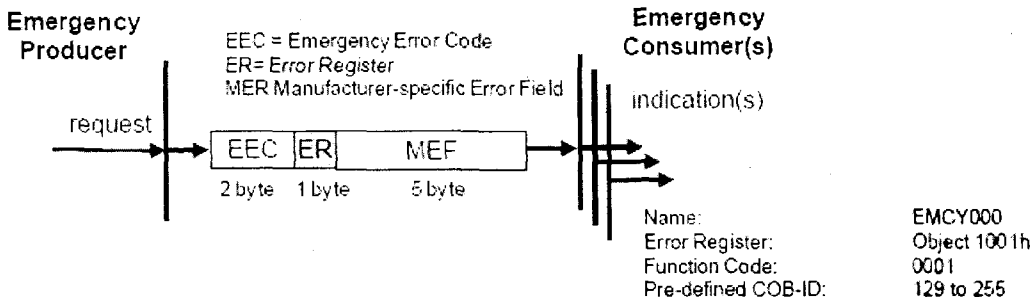 Emergency
Producer
EEC = Emergency Error Code
ER= Error Register
MER Manufacturer-specific Error Field
Emergency
Consumer(s)
indication(s)
request
EEC ER MEF
2 byte 1 byte 5 byte
Name: EMCY000
Error Register: Object 1001h
Function Code: 0001
Pre-defined COB-ID: 129 to 255